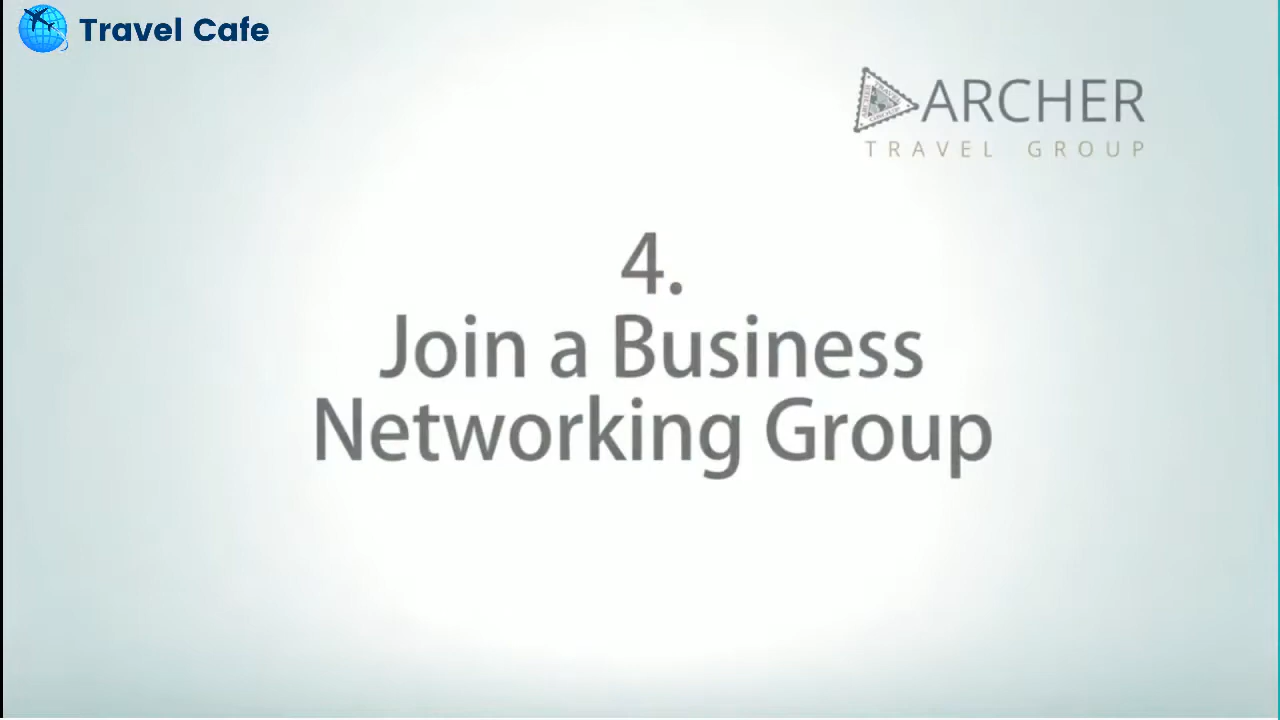 Travel Cafe
ARCHER
TRAVEL GROUP
4.
Join a Business
Networking Group